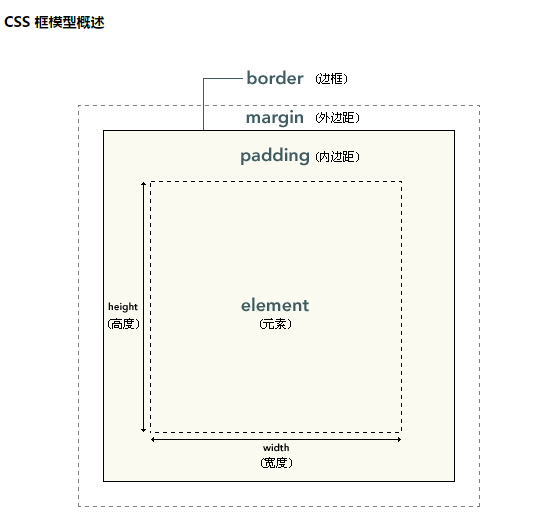 CSS 框模型概述
border (边框)
margin (外边距)
padding (内边距)
height
(高度)
element
(元素)
width
(宽度)